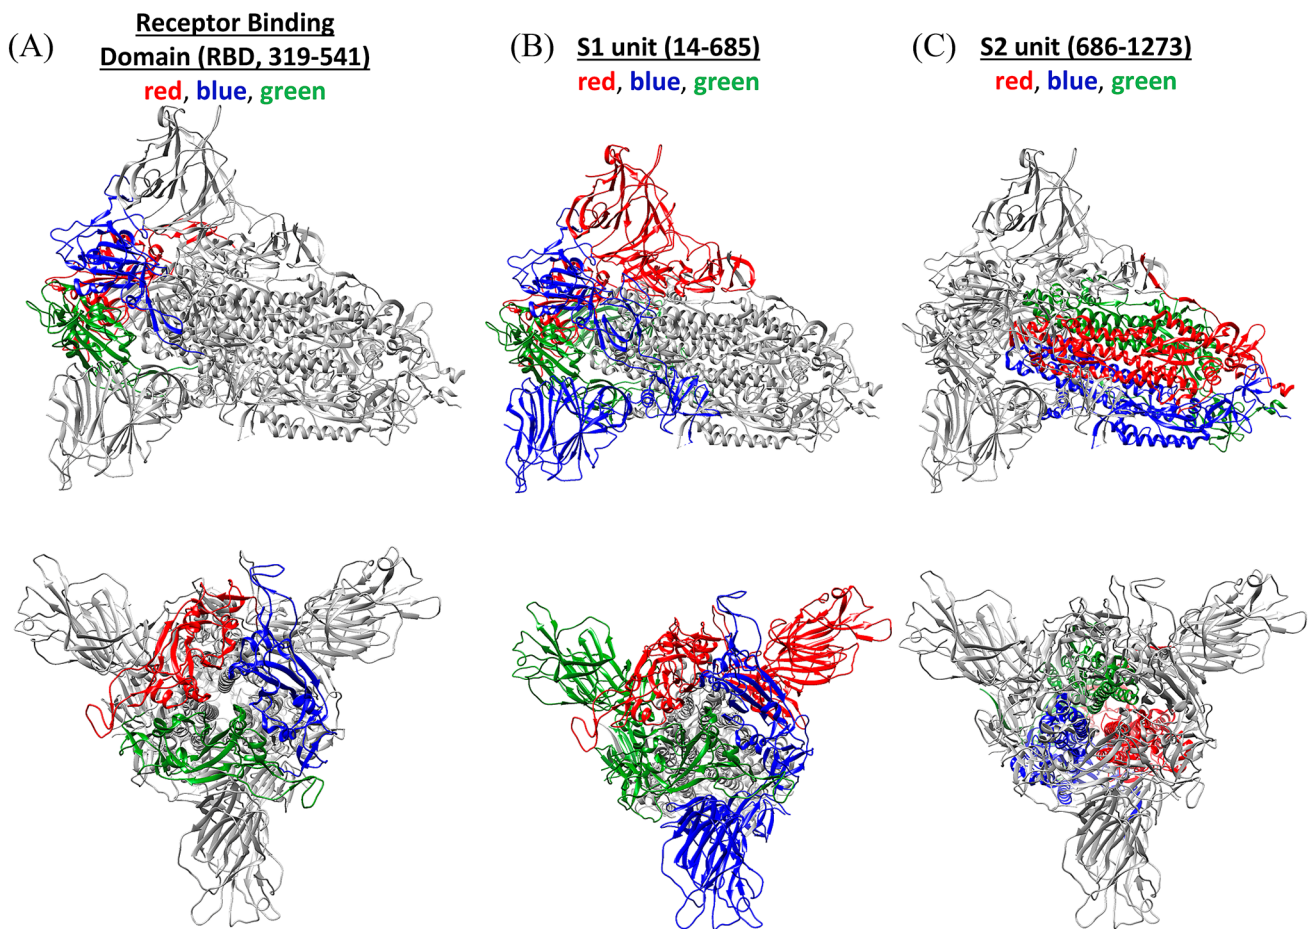 (A)
Receptor Binding
Domain (RBD, 319-541)
red, blue, green
(B)
S1 unit (14-685)
red, blue, green
(C)
S2 unit (686-1273)
red, blue, green